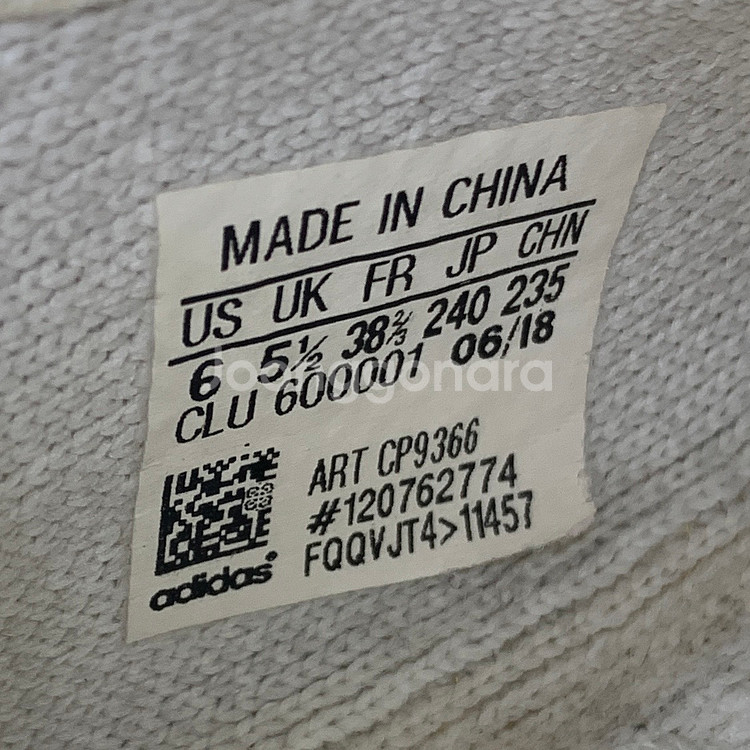 MADE IN CHINA
US UK FR JP CHN
6 5½ 38⅔ 240 235
CLU 600001 06/18
joonggonara
ART CP9366
#120762774
FQQVJT4>11457
adidas®